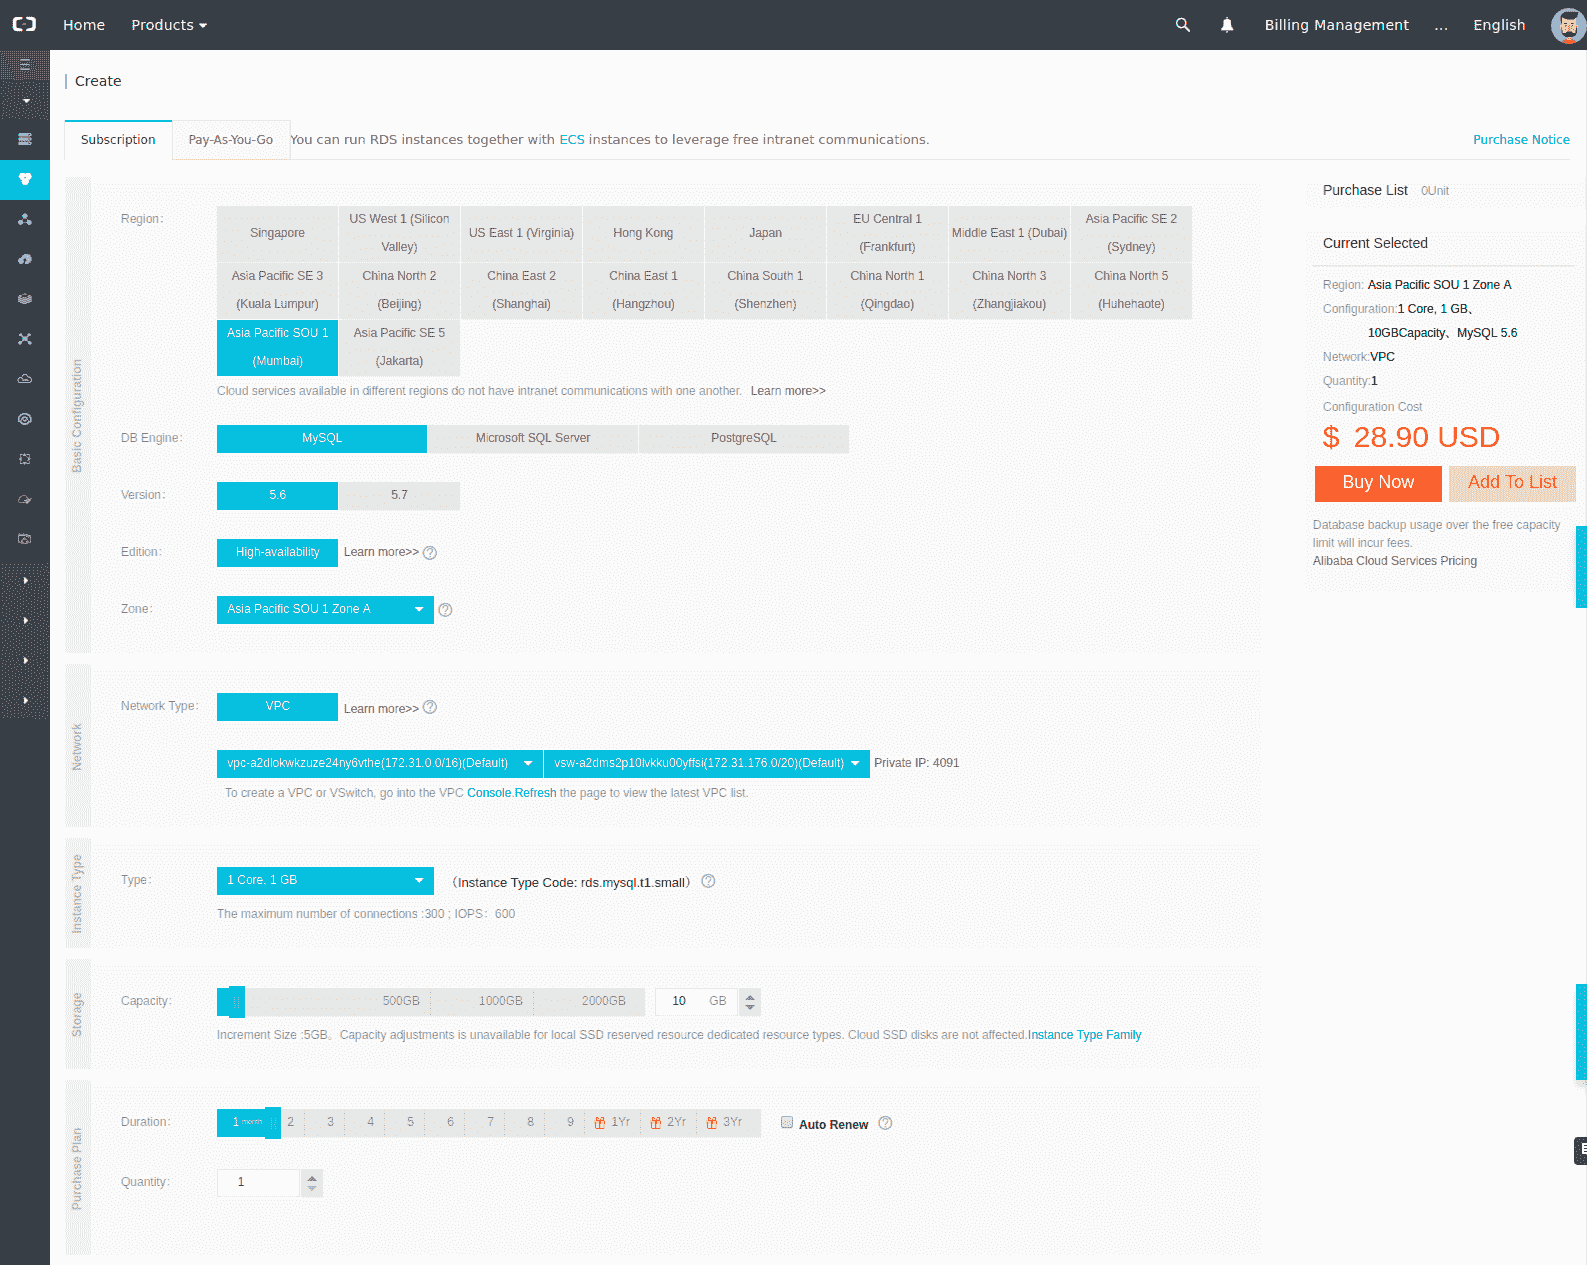 Home Products
Billing Management ... English
Create
Subscription Pay-As-You-Go You can run RDS instances together with ECS instances to leverage free intranet communications. Purchase Notice
Basic Configuration
Region:
Singapore
US West 1 (Silicon Valley)
US East 1 (Virginia)
Hong Kong
Japan
EU Central 1 (Frankfurt)
Middle East 1 (Dubai)
Asia Pacific SE 2 (Sydney)
Asia Pacific SE 3 (Kuala Lumpur)
China North 2 (Beijing)
China East 2 (Shanghai)
China East 1 (Hangzhou)
China South 1 (Shenzhen)
China North 1 (Qingdao)
China North 3 (Zhangjiakou)
China North 5 (Huhehaote)
Asia Pacific SOU 1 (Mumbai)
Asia Pacific SE 5 (Jakarta)
Cloud services available in different regions do not have intranet communications with one another. Learn more>>
DB Engine: MySQL Microsoft SQL Server PostgreSQL
Version: 5.6 5.7
Edition: High-availability Learn more>> ?
Zone: Asia Pacific SOU 1 Zone A ?
Network
Network Type: VPC Learn more>> ?
vpc-a2dlokwkzuze24ny6vthe(172.31.0.0/16)(Default) vsw-a2dms2p10lvkku00yffsi(172.31.176.0/20)(Default) Private IP: 4091
To create a VPC or VSwitch, go into the VPC Console.Refresh the page to view the latest VPC list.
Instance Type
Type: 1 Core, 1 GB （Instance Type Code: rds.mysql.t1.small） ?
The maximum number of connections :300 ; IOPS：600
Storage
Capacity: 500GB 1000GB 2000GB 10 GB
Increment Size :5GB。Capacity adjustments is unavailable for local SSD reserved resource dedicated resource types. Cloud SSD disks are not affected.Instance Type Family
Purchase Plan
Duration: 1 month 2 3 4 5 6 7 8 9 1Yr 2Yr 3Yr Auto Renew ?
Quantity: 1
Purchase List 0Unit
Current Selected
Region: Asia Pacific SOU 1 Zone A
Configuration:1 Core, 1 GB、
10GBCapacity、MySQL 5.6
Network:VPC
Quantity:1
Configuration Cost
$ 28.90 USD
Buy Now Add To List
Database backup usage over the free capacity
limit will incur fees.
Alibaba Cloud Services Pricing